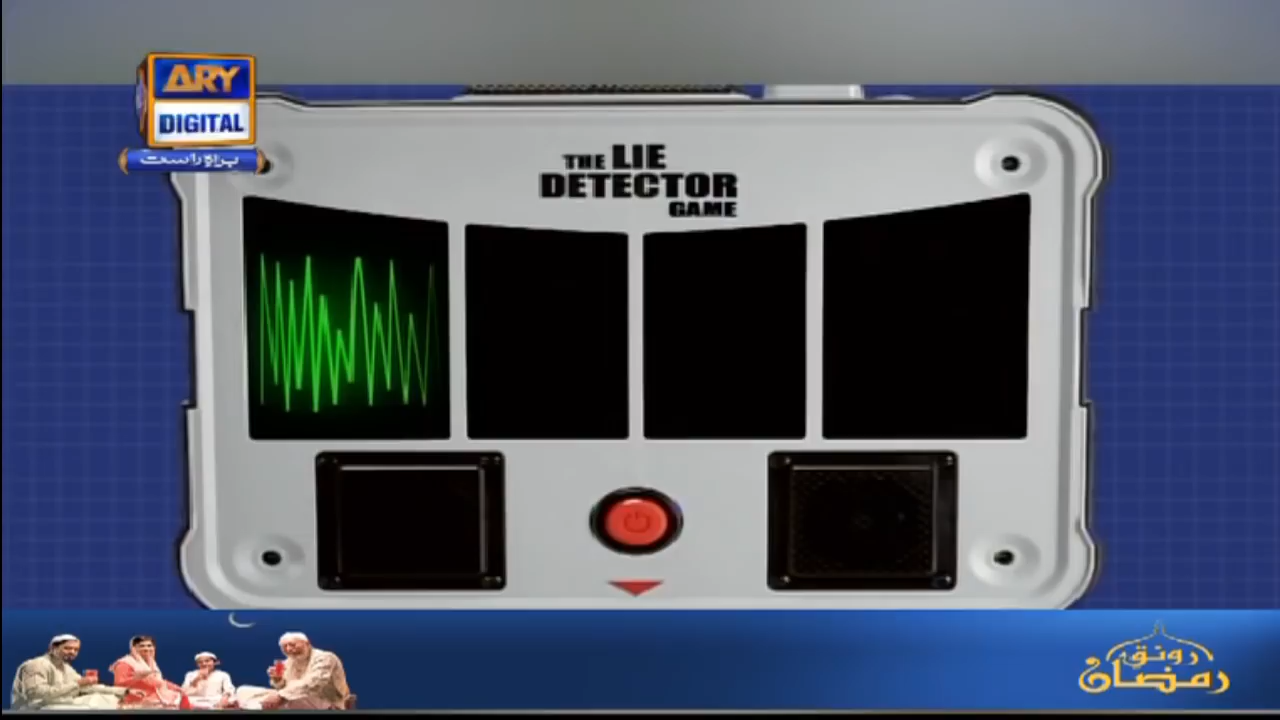 ARY
DIGITAL
براہ راست
THE LIE
DETECTOR
GAME
رونق
رمضان